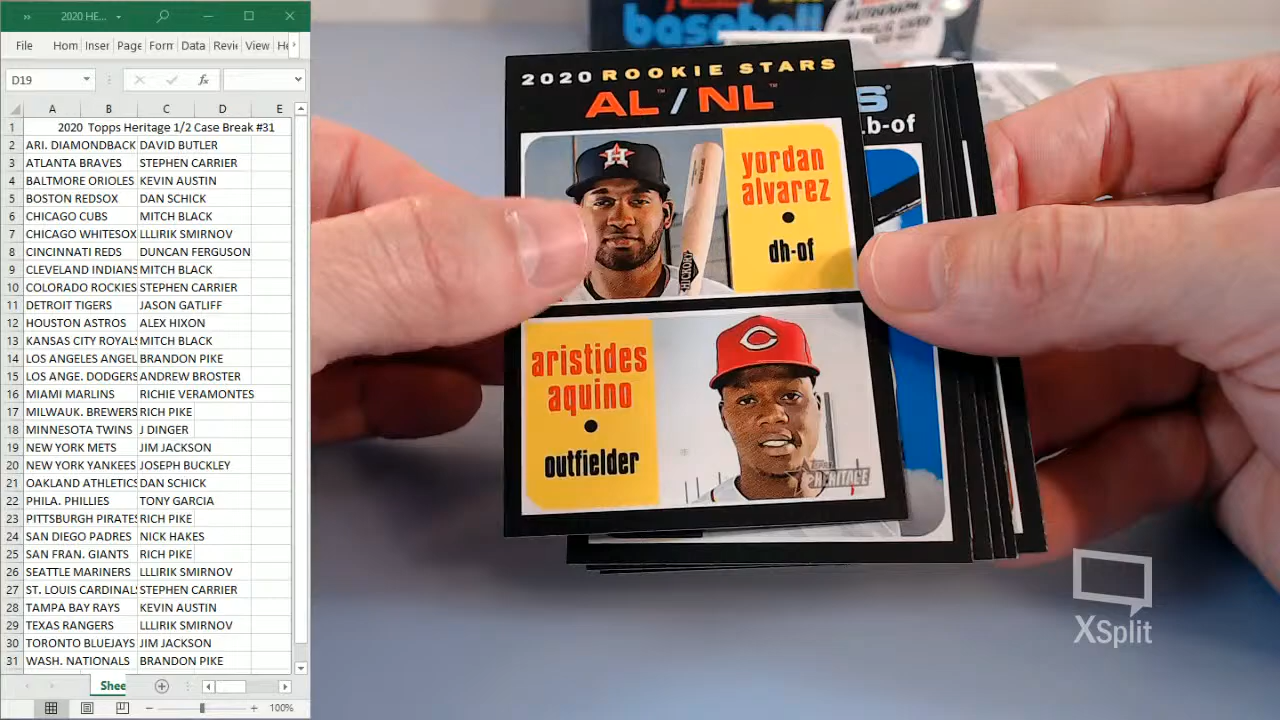 2020 HE...
File Hom Inser Page Forn Data Revie View He
D19
fx
A B C D E
1 2020 Topps Heritage 1/2 Case Break #31
2 ARI. DIAMONDBACK DAVID BUTLER
3 ATLANTA BRAVES STEPHEN CARRIER
4 BALTMORE ORIOLES KEVIN AUSTIN
5 BOSTON REDSOX DAN SCHICK
6 CHICAGO CUBS MITCH BLACK
7 CHICAGO WHITESOX LLLIRIK SMIRNOV
8 CINCINNATI REDS DUNCAN FERGUSON
9 CLEVELAND INDIANS MITCH BLACK
10 COLORADO ROCKIES STEPHEN CARRIER
11 DETROIT TIGERS JASON GATLIFF
12 HOUSTON ASTROS ALEX HIXON
13 KANSAS CITY ROYALS MITCH BLACK
14 LOS ANGELES ANGEL BRANDON PIKE
15 LOS ANGE. DODGERS ANDREW BROSTER
16 MIAMI MARLINS RICHIE VERAMONTES
17 MILWAUK. BREWERS RICH PIKE
18 MINNESOTA TWINS J DINGER
19 NEW YORK METS JIM JACKSON
20 NEW YORK YANKEES JOSEPH BUCKLEY
21 OAKLAND ATHLETICS DAN SCHICK
22 PHILA. PHILLIES TONY GARCIA
23 PITTSBURGH PIRATES RICH PIKE
24 SAN DIEGO PADRES NICK HAKES
25 SAN FRAN. GIANTS RICH PIKE
26 SEATTLE MARINERS LLLIRIK SMIRNOV
27 ST. LOUIS CARDINALS STEPHEN CARRIER
28 TAMPA BAY RAYS KEVIN AUSTIN
29 TEXAS RANGERS LLLIRIK SMIRNOV
30 TORONTO BLUEJAYS JIM JACKSON
31 WASH. NATIONALS BRANDON PIKE
Shee
100%
baseball
AUTOGRAPH
RELIC CARD
2020 ROOKIE STARS
AL™/NL™
yordan
alvarez
•
dh-of
HICKORY
aristides
aquino
•
outfielder
TOPPS
HERITAGE
S
.b-of
XSplit